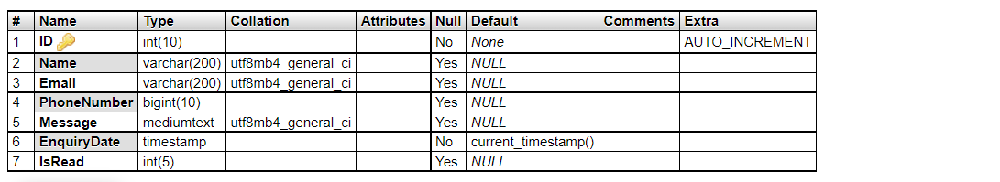 # Name Type Collation Attributes Null Default Comments Extra
1 ID int(10) No None AUTO_INCREMENT
2 Name varchar(200) utf8mb4_general_ci Yes NULL
3 Email varchar(200) utf8mb4_general_ci Yes NULL
4 PhoneNumber bigint(10) Yes NULL
5 Message mediumtext utf8mb4_general_ci Yes NULL
6 EnquiryDate timestamp No current_timestamp()
7 IsRead int(5) Yes NULL